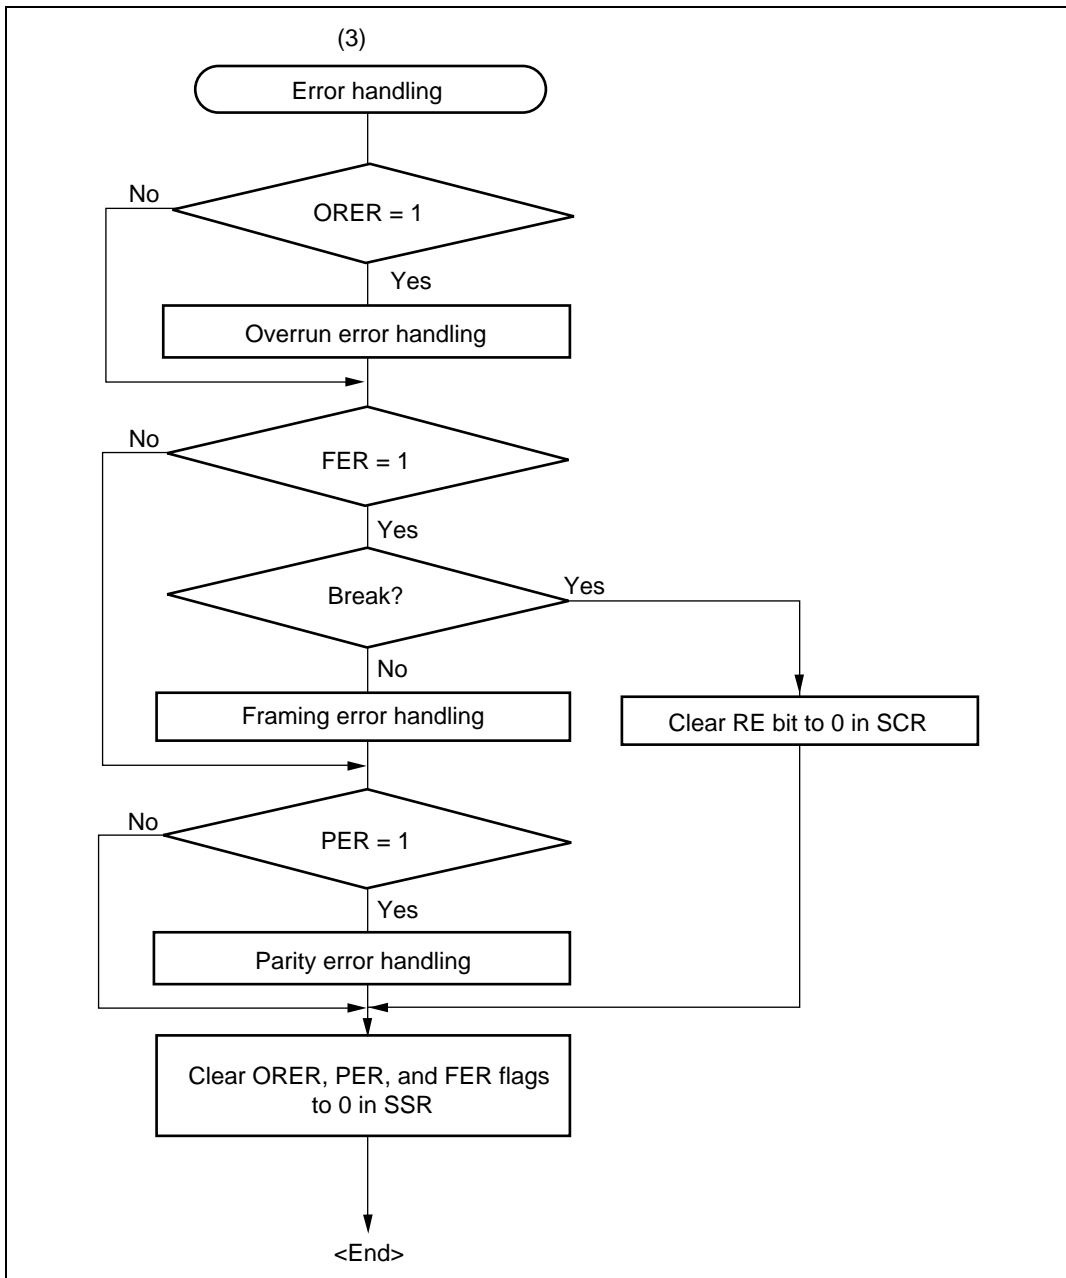 (3)
Error handling
No
ORER = 1
Yes
Overrun error handling
No
FER = 1
Yes
Break?
Yes
No
Framing error handling
Clear RE bit to 0 in SCR
No
PER = 1
Yes
Parity error handling
Clear ORER, PER, and FER flags
to 0 in SSR
<End>